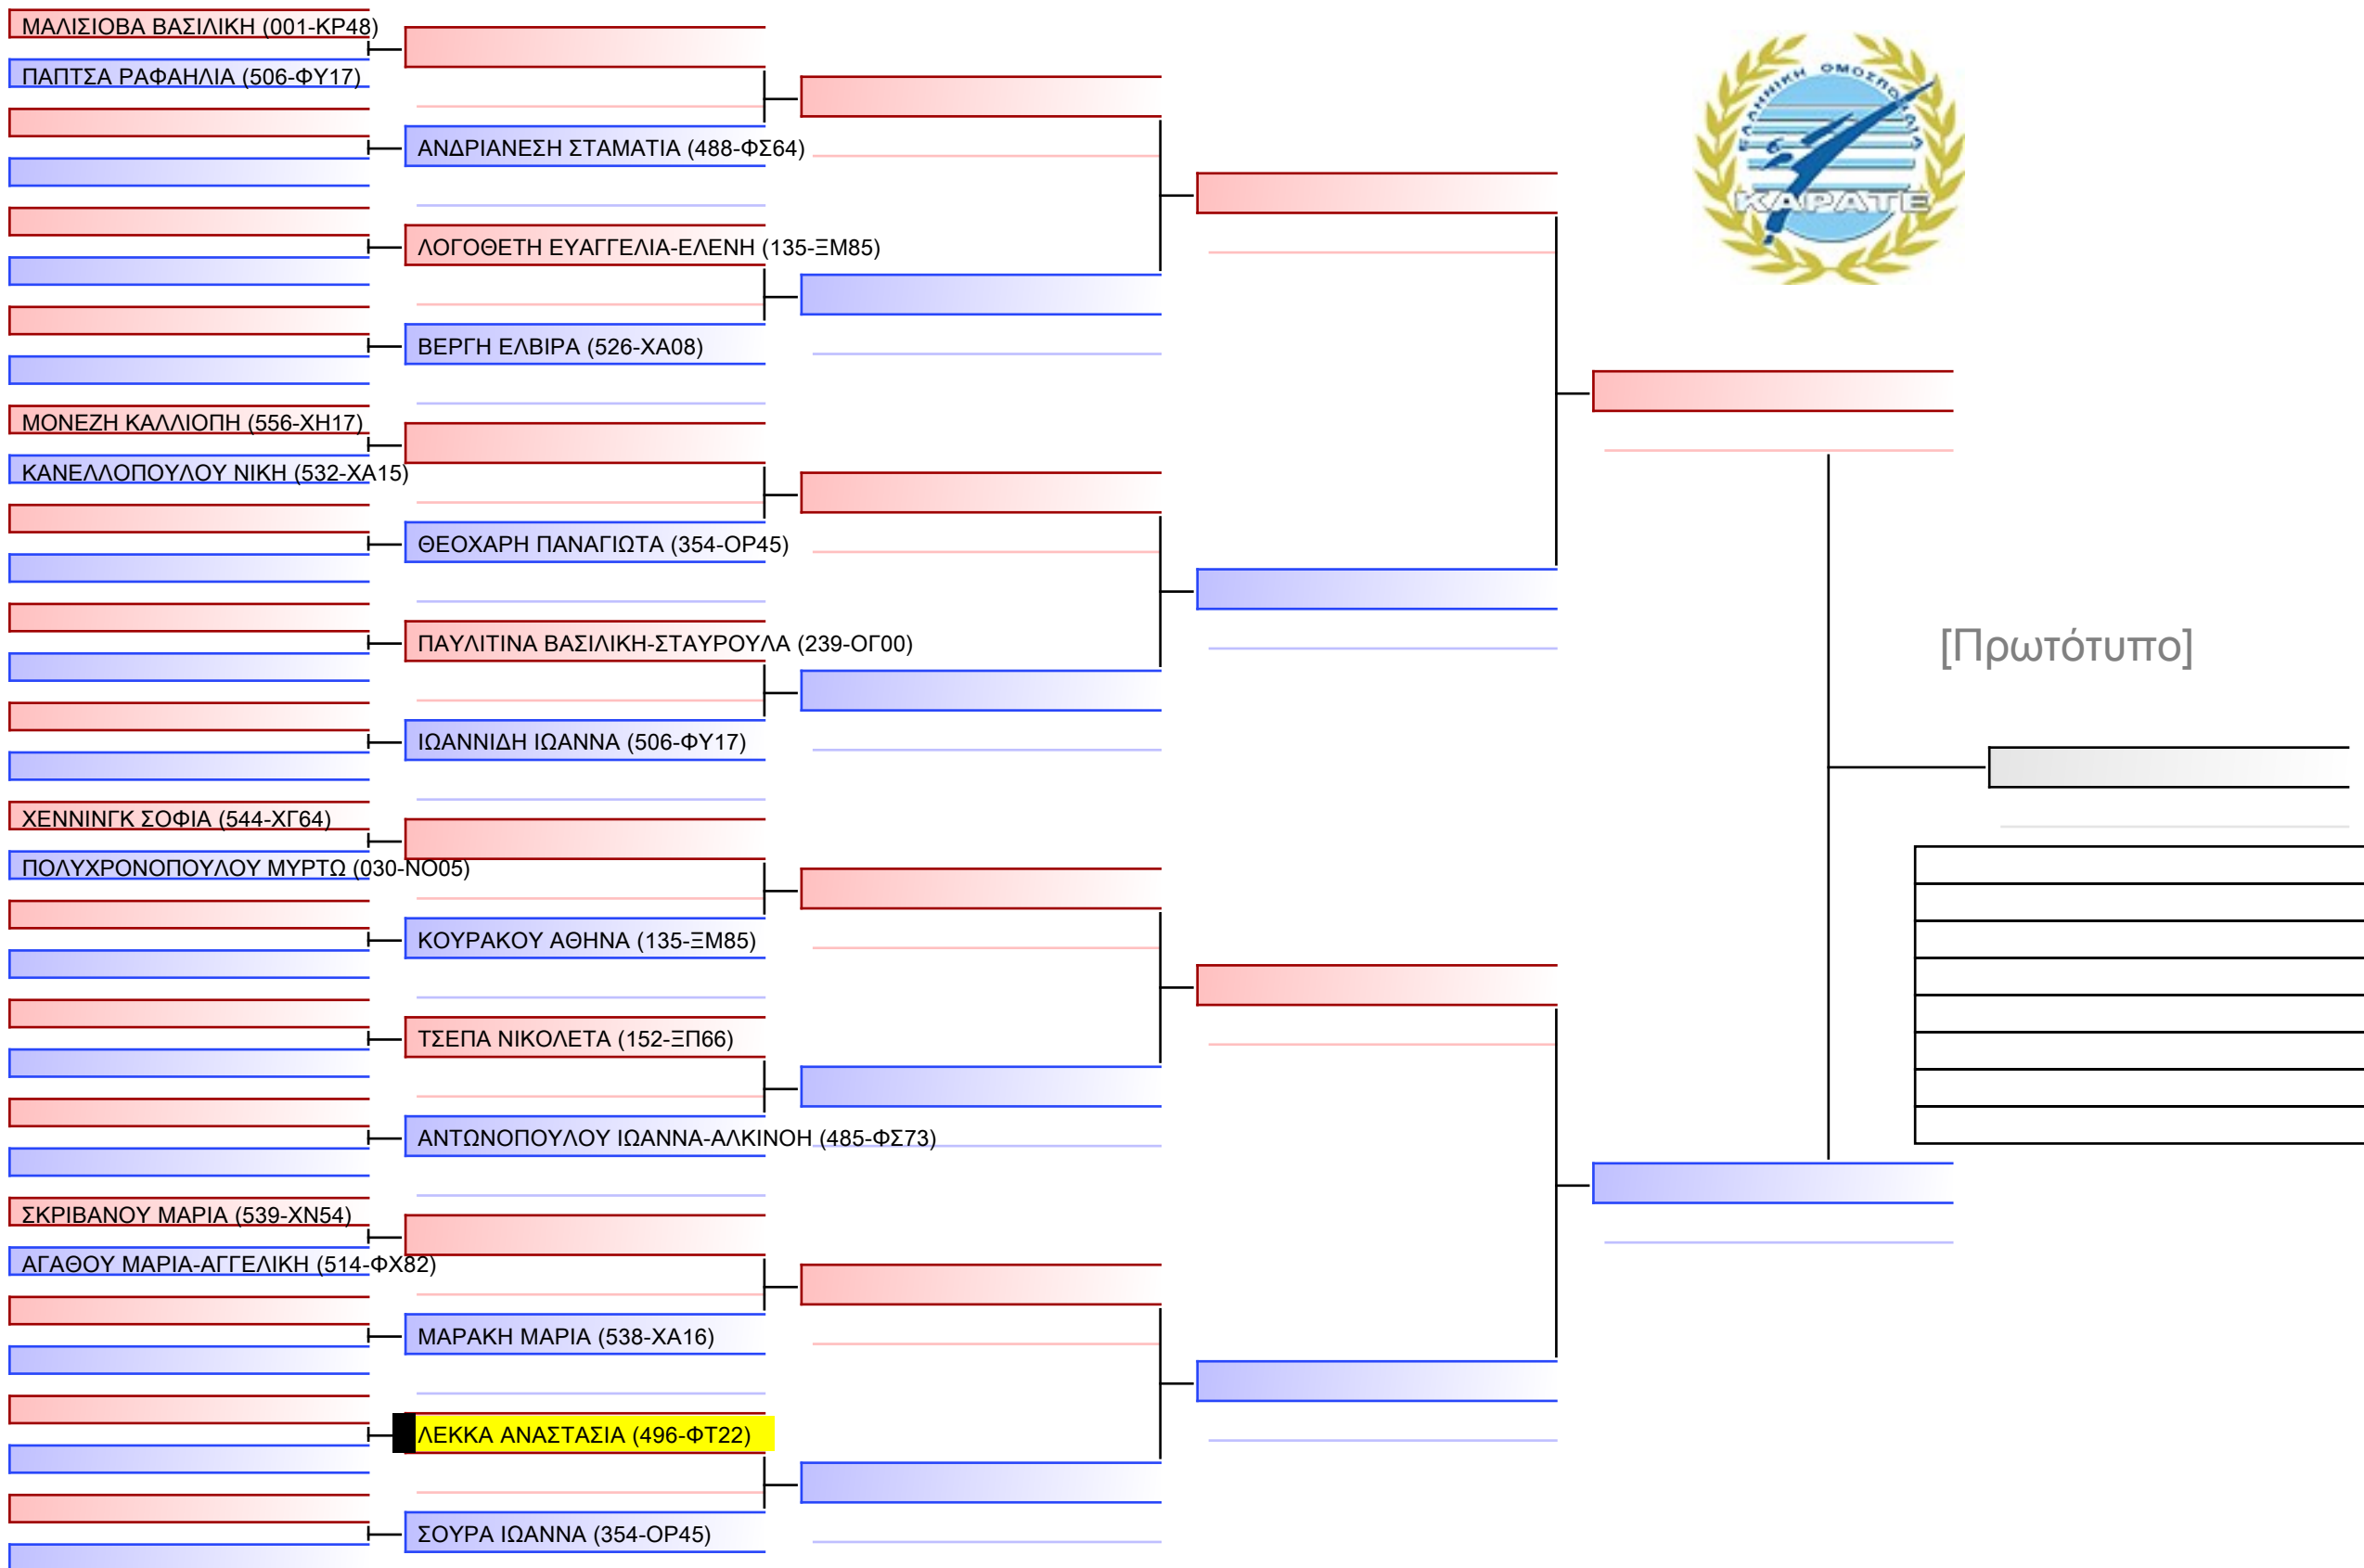 ΜΑΛΙΣΙΟΒΑ ΒΑΣΙΛΙΚΗ (001-ΚΡ48)
ΠΑΠΤΣΑ ΡΑΦΑΗΛΙΑ (506-ΦΥ17)
ΑΝΔΡΙΑΝΕΣΗ ΣΤΑΜΑΤΙΑ (488-ΦΣ64)
ΛΟΓΟΘΕΤΗ ΕΥΑΓΓΕΛΙΑ-ΕΛΕΝΗ (135-ΞΜ85)
ΒΕΡΓΗ ΕΛΒΙΡΑ (526-ΧΑ08)
ΜΟΝΕΖΗ ΚΑΛΛΙΟΠΗ (556-ΧΗ17)
ΚΑΝΕΛΛΟΠΟΥΛΟΥ ΝΙΚΗ (532-ΧΑ15)
ΘΕΟΧΑΡΗ ΠΑΝΑΓΙΩΤΑ (354-ΟΡ45)
ΠΑΥΛΙΤΙΝΑ ΒΑΣΙΛΙΚΗ-ΣΤΑΥΡΟΥΛΑ (239-ΟΓ00)
ΙΩΑΝΝΙΔΗ ΙΩΑΝΝΑ (506-ΦΥ17)
ΧΕΝΝΙΝΓΚ ΣΟΦΙΑ (544-ΧΓ64)
ΠΟΛΥΧΡΟΝΟΠΟΥΛΟΥ ΜΥΡΤΩ (030-ΝΟ05)
ΚΟΥΡΑΚΟΥ ΑΘΗΝΑ (135-ΞΜ85)
ΤΣΕΠΑ ΝΙΚΟΛΕΤΑ (152-ΞΠ66)
ΑΝΤΩΝΟΠΟΥΛΟΥ ΙΩΑΝΝΑ-ΑΛΚΙΝΟΗ (485-ΦΣ73)
ΣΚΡΙΒΑΝΟΥ ΜΑΡΙΑ (539-ΧΝ54)
ΑΓΑΘΟΥ ΜΑΡΙΑ-ΑΓΓΕΛΙΚΗ (514-ΦΧ82)
ΜΑΡΑΚΗ ΜΑΡΙΑ (538-ΧΑ16)
ΛΕΚΚΑ ΑΝΑΣΤΑΣΙΑ (496-ΦΤ22)
ΣΟΥΡΑ ΙΩΑΝΝΑ (354-ΟΡ45)
ΕΛΛΗΝΙΚΗ ΟΜΟΣΠΟΝΔΙΑ
ΚΑΡΑΤΕ
[Πρωτότυπο]